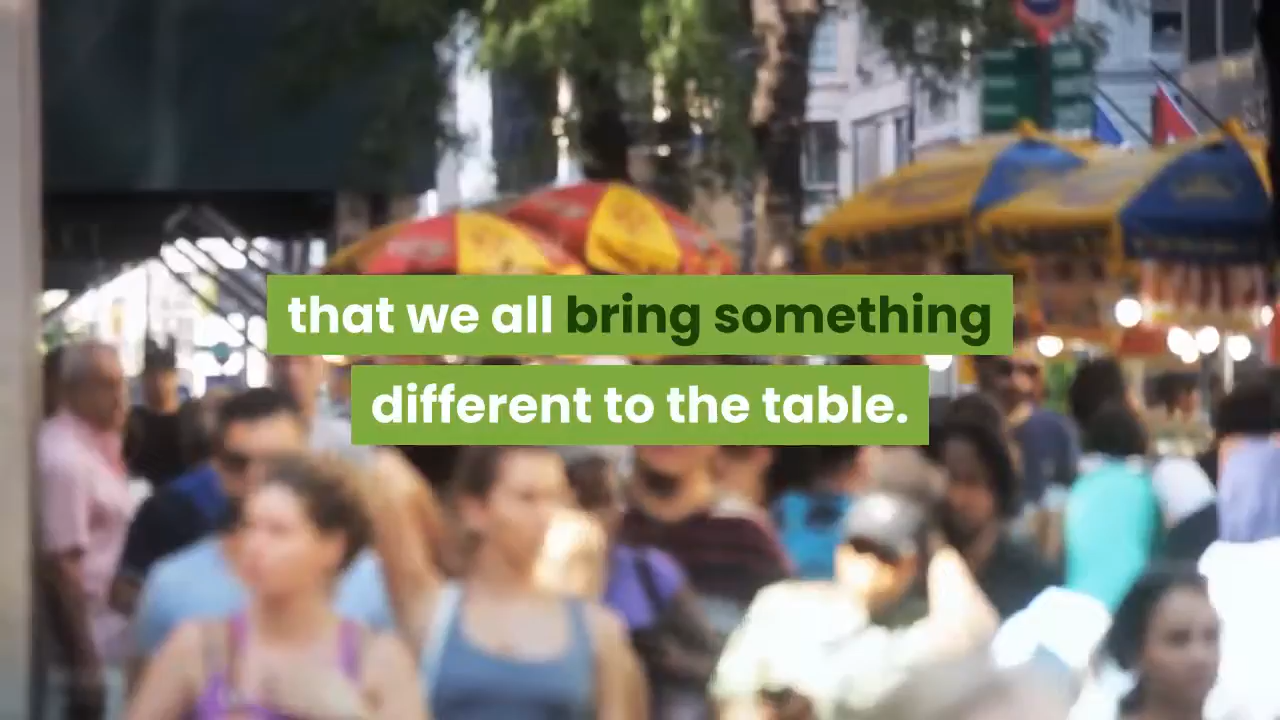 that we all bring something
different to the table.